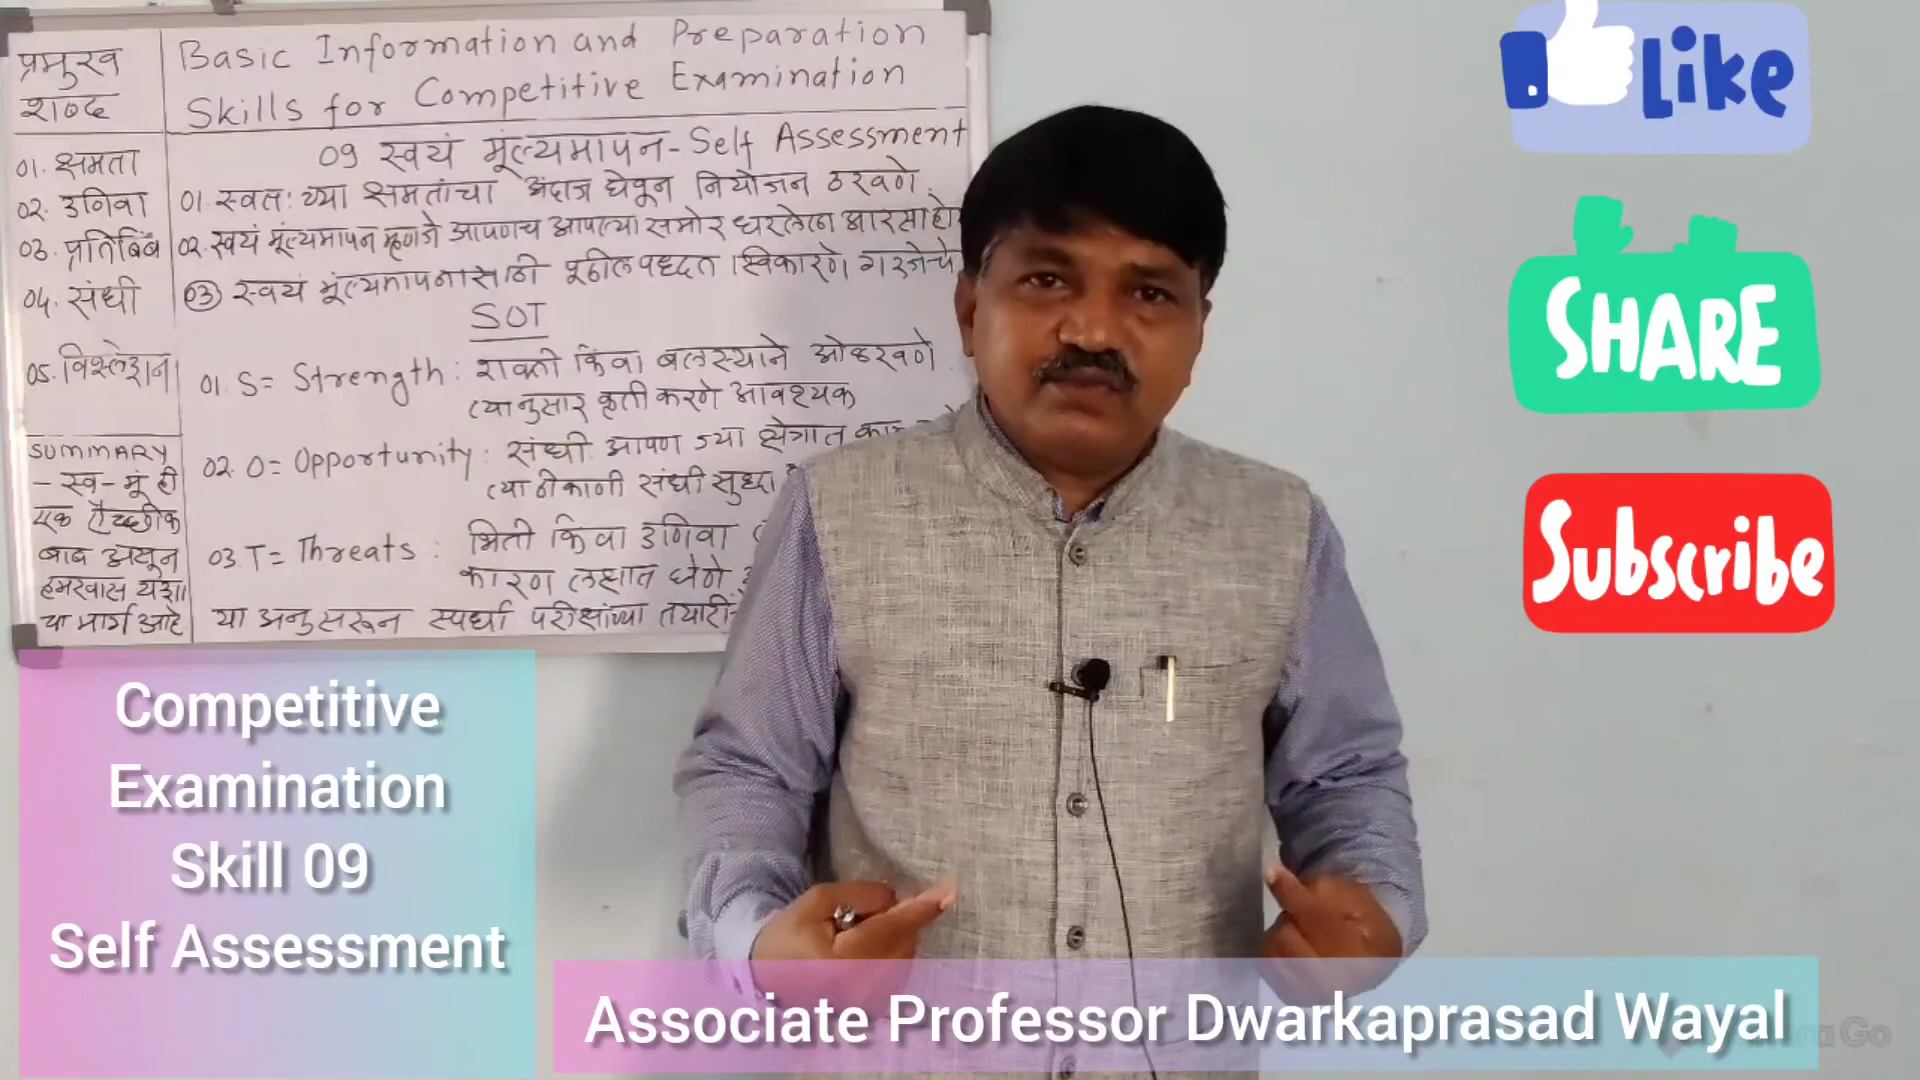 प्रमुख
शब्द
Basic Information and Preparation
Skills for Competitive Examination
01. क्षमता
02. उणिवा
03. प्रतिबिंब
04. संधी
05. विश्लेशन
SUMMARY
- स्व-मूं ही
एक ऐच्छीक
बाब असून
हमखास यशा
चा मार्ग आहे
09 स्वयं मूंल्यमापन - Self Assessment
01 स्वतःच्या क्षमतांचा अंदाज घेवून नियोजन ठरवणे.
02. स्वयं मूंल्यमापन म्हणजे आपणच आपल्या समोर धरलेला आरसा हो
03 स्वयं मूंल्यमापनासाठी पूढील पध्दत स्विकारणे गरजेचे
SOT
01. S = Strength : शक्ती किंवा बलस्थाने ओळखणे
त्यानुसार कृती करणे आवश्यक
02. O = Opportunity : संधी आपण ज्या क्षेत्रात काम
त्या ठीकाणी संधी सुध्दा
03. T = Threats : भिती किंवा उणिवा
कारण लक्षात घेणे
या अनुसरून स्पर्धा परीक्षांच्या तयारी
Like
SHARE
Subscribe
Competitive
Examination
Skill 09
Self Assessment
Associate Professor Dwarkaprasad Wayal